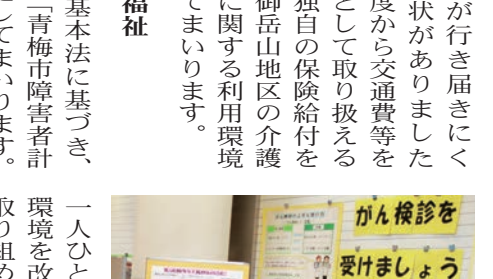 が行き届きにく
状がありました
度から交通費等を
として取り扱える
独自の保険給付を
御岳山地区の介護
に関する利用環境
てまいります。
福祉
基本法に基づき、
「青梅市障害者計
にしてまいります。
一人ひと
環境を改
取り組め
がん検診を
受けましょう